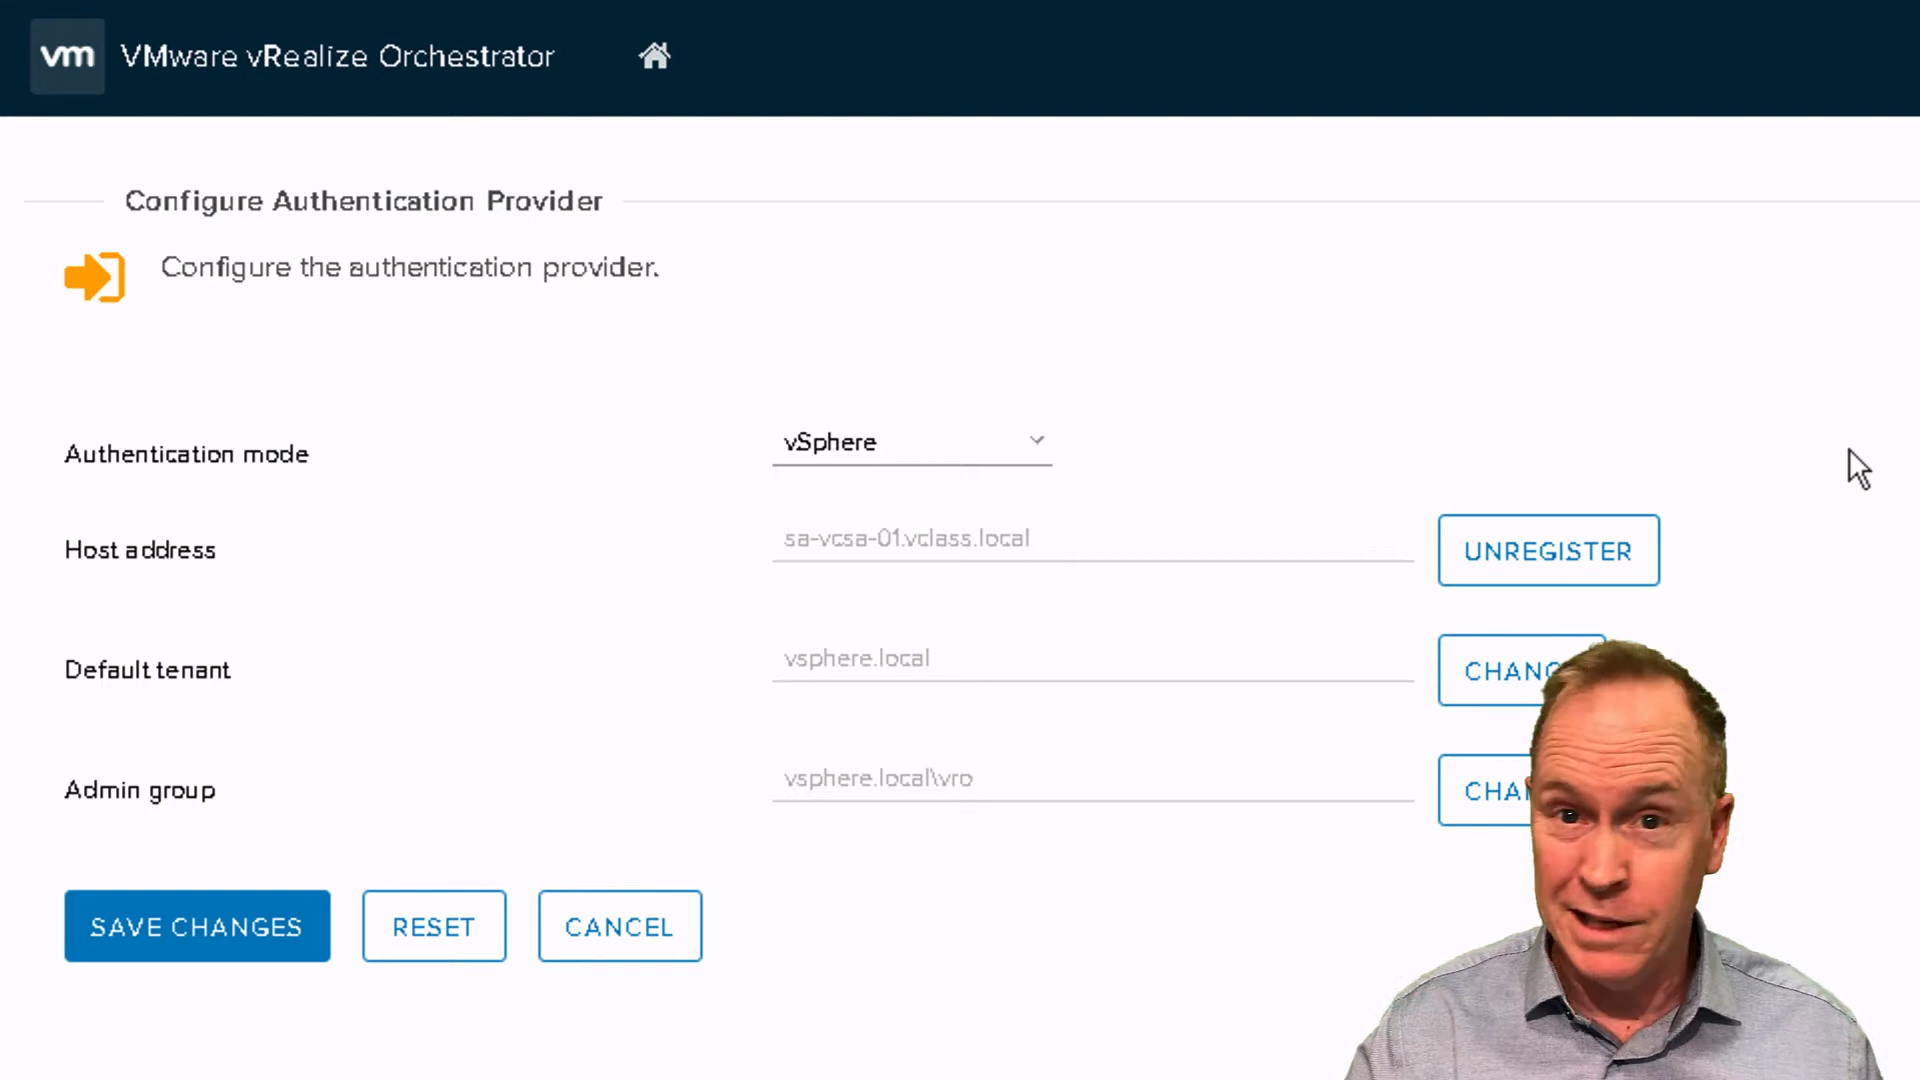 vm VMware vRealize Orchestrator
Configure Authentication Provider
Configure the authentication provider.
Authentication mode vSphere
Host address sa-vcsa-01.vclass.local UNREGISTER
Default tenant vsphere.local
Admin group vsphere.local\vro
SAVE CHANGES RESET CANCEL